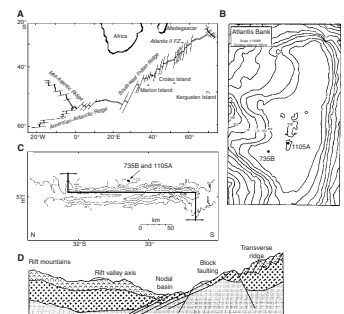 A
S
20°
40°
60°
20°W
0°
20°
40°
60°
Africa
Madagascar
Atlantis II FZ
Southwest Indian Ridge
Mid-Atlantic Ridge
American-Antarctic Ridge
Marion Island
Crotez Island
Kerguelen Island
B
Atlantis Bank
735B
1105A
C
735B and 1105A
57°
E
km
0 50
N
S
32°S
33°
D
Rift mountains
Rift valley axis
Nodal
basin
Block
faulting
Transverse
ridge